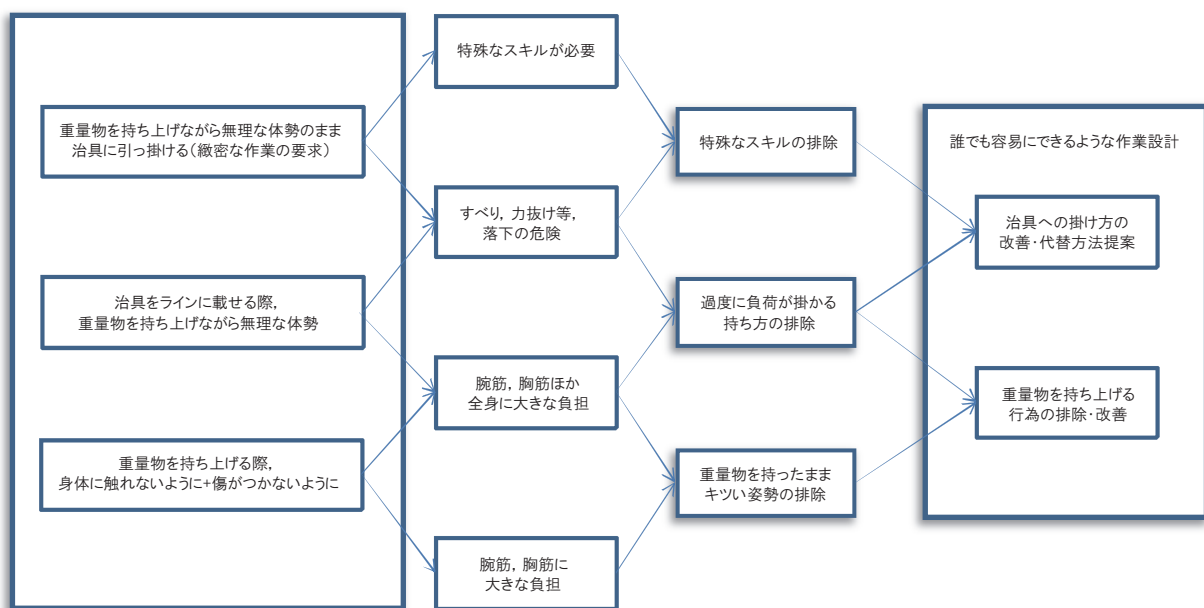 重量物を持ち上げながら無理な体勢のまま
治具に引っ掛ける（緻密な作業の要求）
治具をラインに載せる際，
重量物を持ち上げながら無理な体勢
重量物を持ち上げる際，
身体に触れないように+傷がつかないように
特殊なスキルが必要
すべり，力抜け等，
落下の危険
腕筋，胸筋ほか
全身に大きな負担
腕筋，胸筋に
大きな負担
特殊なスキルの排除
過度に負荷が掛かる
持ち方の排除
重量物を持ったまま
キツい姿勢の排除
誰でも容易にできるような作業設計
治具への掛け方の
改善・代替方法提案
重量物を持ち上げる
行為の排除・改善